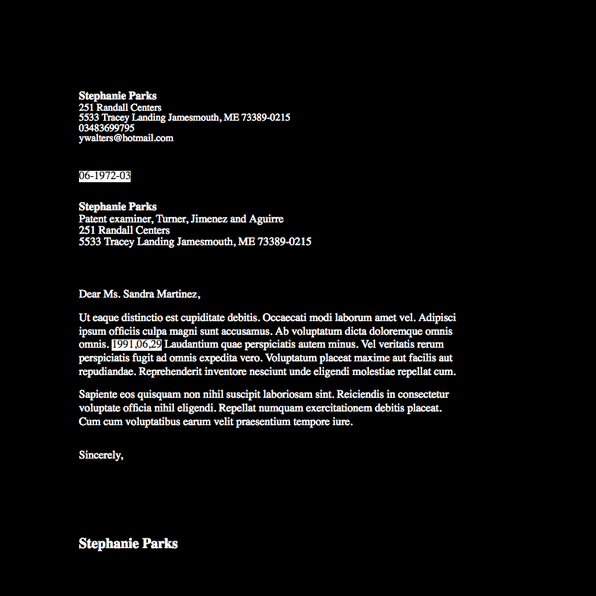 Stephanie Parks
251 Randall Centers
5533 Tracey Landing Jamesmouth, ME 73389-0215
03483699795
ywalters@hotmail.com
06-1972-03
Stephanie Parks
Patent examiner, Turner, Jimenez and Aguirre
251 Randall Centers
5533 Tracey Landing Jamesmouth, ME 73389-0215
Dear Ms. Sandra Martinez,
Ut eaque distinctio est cupiditate debitis. Occaecati modi laborum amet vel. Adipisci
ipsum officiis culpa magni sunt accusamus. Ab voluptatum dicta doloremque omnis
omnis. 1991,06,29 Laudantium quae perspiciatis autem minus. Vel veritatis rerum
perspiciatis fugit ad omnis expedita vero. Voluptatum placeat maxime aut facilis aut
repudiandae. Reprehenderit inventore nesciunt unde eligendi molestiae repellat cum.
Sapiente eos quisquam non nihil suscipit laboriosam sint. Reiciendis in consectetur
voluptate officia nihil eligendi. Repellat numquam exercitationem debitis placeat.
Cum cum voluptatibus earum velit praesentium tempore iure.
Sincerely,
Stephanie Parks